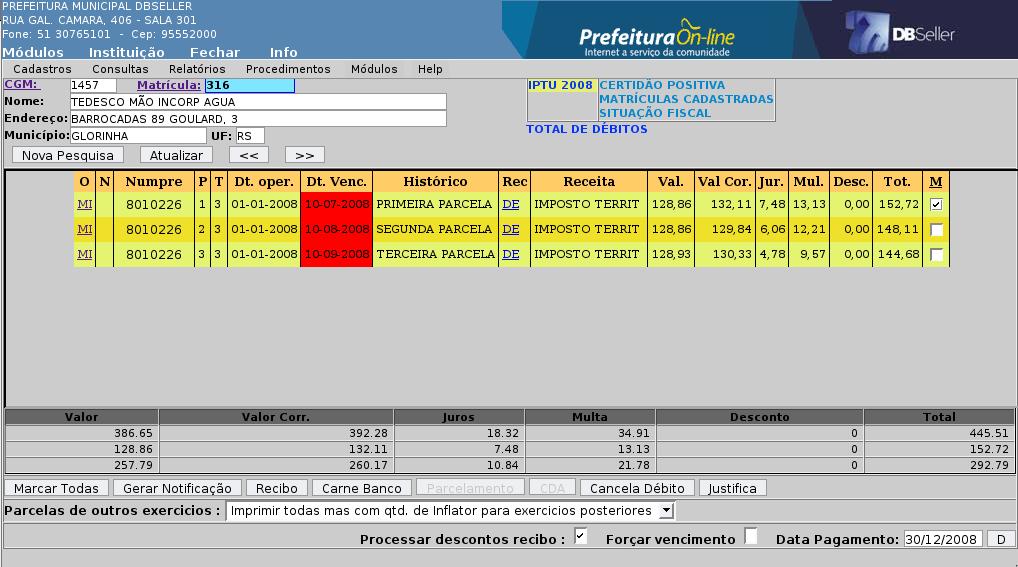 PREFEITURA MUNICIPAL DBSELLER
RUA GAL. CAMARA, 406 - SALA 301
Fone: 51 30765101 - Cep: 95552000
Prefeitura On-line
Internet a serviço da comunidade
DBSeller
Módulos Instituição Fechar Info
Cadastros Consultas Relatórios Procedimentos Módulos Help
CGM: 1457 Matrícula: 316
Nome: TEDESCO MÃO INCORP AGUA
Endereço: BARROCADAS 89 GOULARD, 3
Município: GLORINHA UF: RS
IPTU 2008 CERTIDÃO POSITIVA
MATRÍCULAS CADASTRADAS
SITUAÇÃO FISCAL
TOTAL DE DÉBITOS
Nova Pesquisa Atualizar << >>
O N Numpre P T Dt. oper. Dt. Venc. Histórico Rec Receita Val. Val Cor. Jur. Mul. Desc. Tot. M
MI 8010226 1 3 01-01-2008 10-07-2008 PRIMEIRA PARCELA DE IMPOSTO TERRIT 128,86 132,11 7,48 13,13 0,00 152,72
MI 8010226 2 3 01-01-2008 10-08-2008 SEGUNDA PARCELA DE IMPOSTO TERRIT 128,86 129,84 6,06 12,21 0,00 148,11
MI 8010226 3 3 01-01-2008 10-09-2008 TERCEIRA PARCELA DE IMPOSTO TERRIT 128,93 130,33 4,78 9,57 0,00 144,68
Valor Valor Corr. Juros Multa Desconto Total
386.65 392.28 18.32 34.91 0 445.51
128.86 132.11 7.48 13.13 0 152.72
257.79 260.17 10.84 21.78 0 292.79
Marcar Todas Gerar Notificação Recibo Carne Banco Parcelamento CDA Cancela Débito Justifica
Parcelas de outros exercicios : Imprimir todas mas com qtd. de Inflator para exercicios posteriores
Processar descontos recibo : Forçar vencimento Data Pagamento: 30/12/2008 D